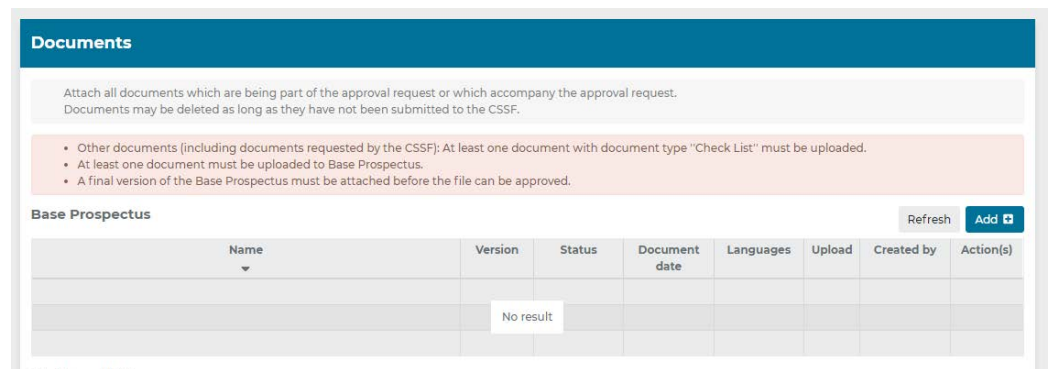 Documents
Attach all documents which are being part of the approval request or which accompany the approval request.
Documents may be deleted as long as they have not been submitted to the CSSF.
• Other documents (including documents requested by the CSSF): At least one document with document type "Check List" must be uploaded.
• At least one document must be uploaded to Base Prospectus.
• A final version of the Base Prospectus must be attached before the file can be approved.
Base Prospectus
Refresh
Add
Name Version Status Document date Languages Upload Created by Action(s)
No result